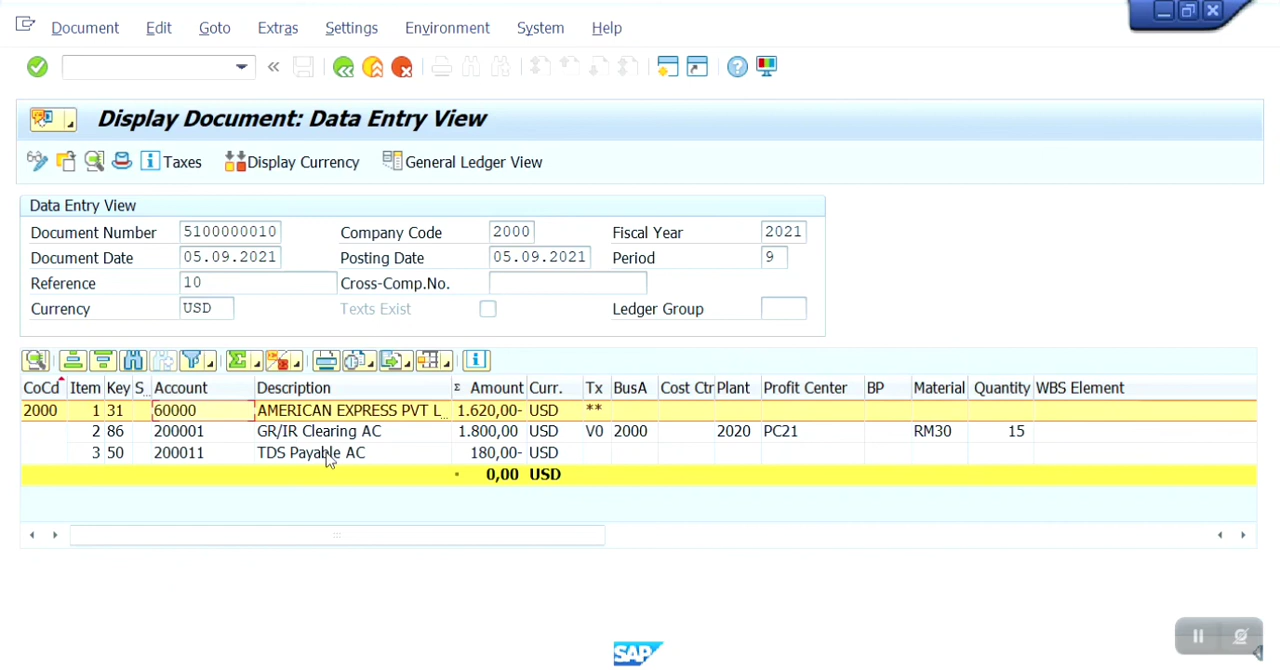 Document Edit Goto Extras Settings Environment System Help
Display Document: Data Entry View
Taxes Display Currency General Ledger View
Data Entry View
Document Number 5100000010 Company Code 2000 Fiscal Year 2021
Document Date 05.09.2021 Posting Date 05.09.2021 Period 9
Reference 10 Cross-Comp.No.
Currency USD Texts Exist Ledger Group
CoCd Item Key S.. Account Description Σ Amount Curr. Tx BusA Cost Ctr Plant Profit Center BP Material Quantity WBS Element
2000 1 31 60000 AMERICAN EXPRESS PVT L... 1.620,00- USD **
2 86 200001 GR/IR Clearing AC 1.800,00 USD V0 2000 2020 PC21 RM30 15
3 50 200011 TDS Payable AC 180,00- USD
0,00 USD
SAP